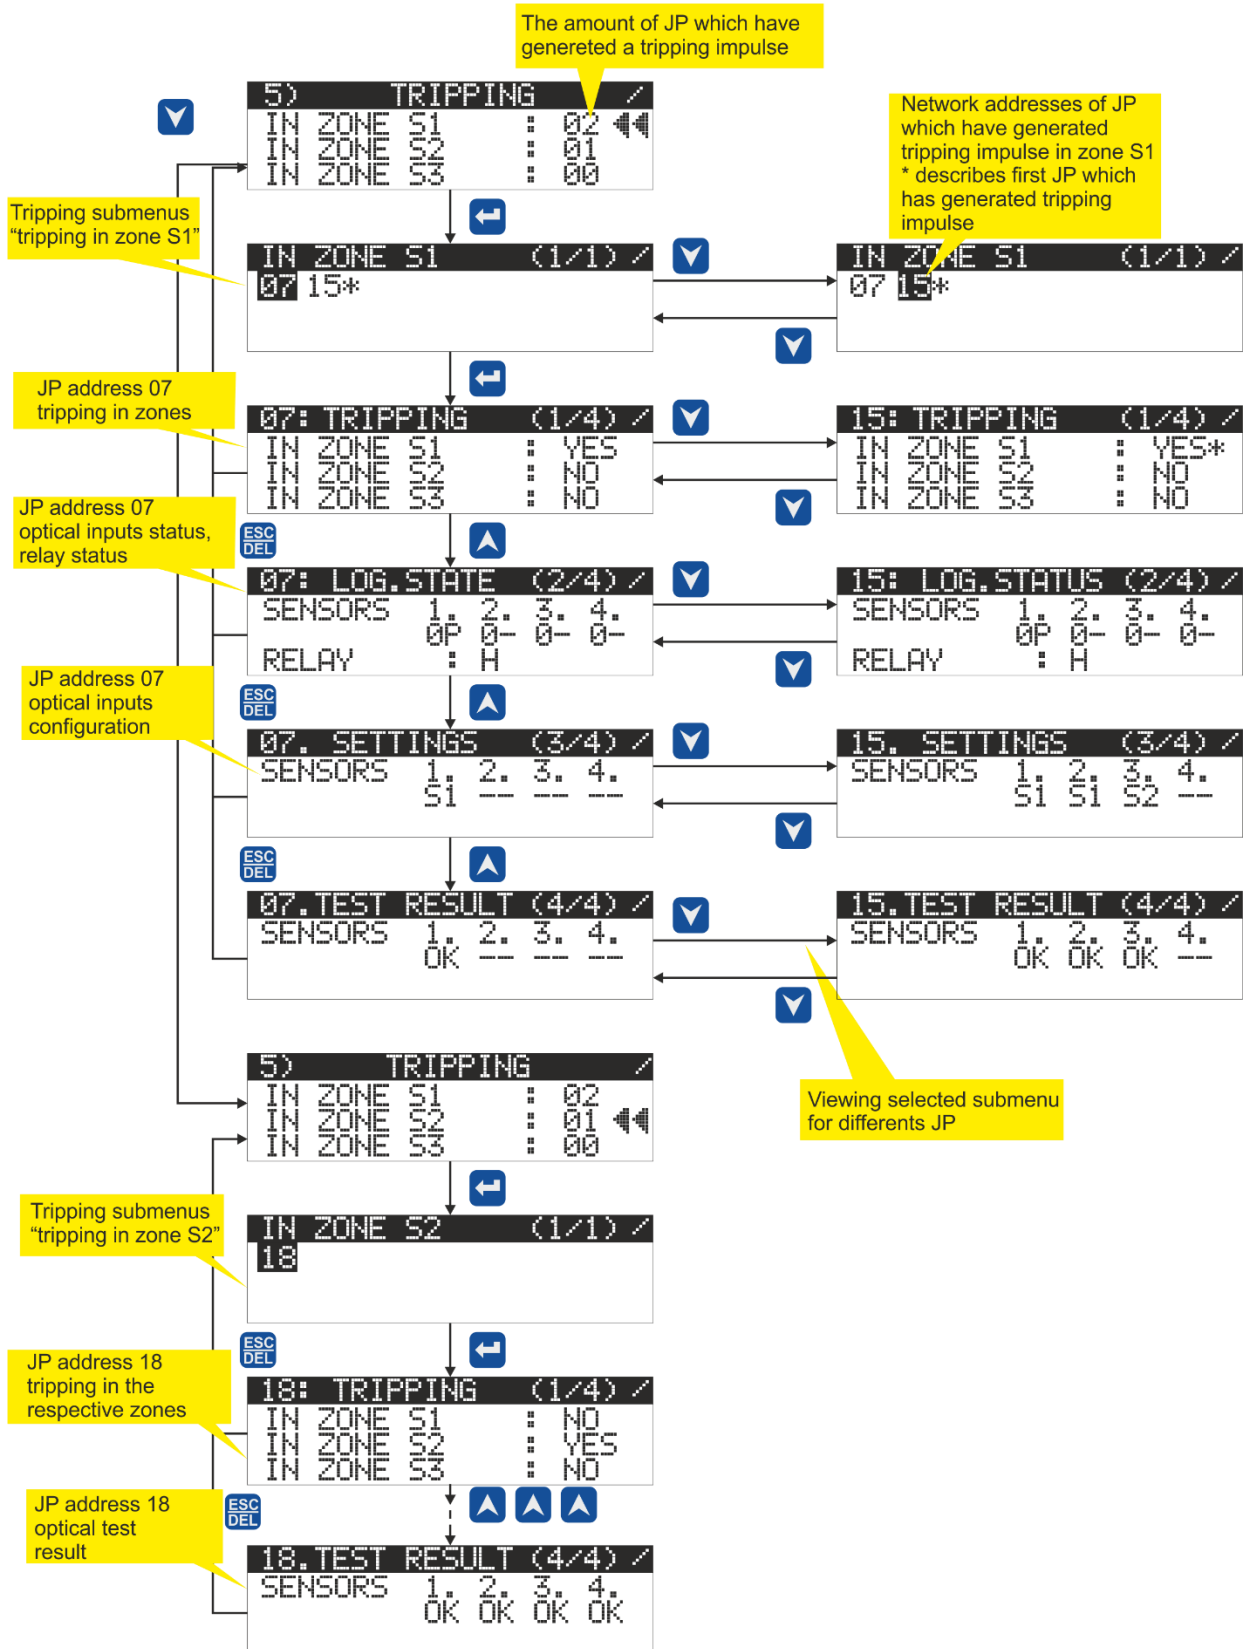 The amount of JP which have
genereted a tripping impulse
5) TRIPPING /
IN ZONE S1 : 02
IN ZONE S2 : 01
IN ZONE S3 : 00
Network addresses of JP
which have generated
tripping impulse in zone S1
* describes first JP which
has generated tripping
impulse
Tripping submenus
“tripping in zone S1”
IN ZONE S1 (1/1) /
07 15*
IN ZONE S1 (1/1) /
07 15*
JP address 07
tripping in zones
07: TRIPPING (1/4) /
IN ZONE S1 : YES
IN ZONE S2 : NO
IN ZONE S3 : NO
15: TRIPPING (1/4) /
IN ZONE S1 : YES*
IN ZONE S2 : NO
IN ZONE S3 : NO
JP address 07
optical inputs status,
relay status
ESC
DEL
07: LOG.STATE (2/4) /
SENSORS 1. 2. 3. 4.
0P 0- 0- 0-
RELAY : H
15: LOG.STATUS (2/4) /
SENSORS 1. 2. 3. 4.
0P 0- 0- 0-
RELAY : H
JP address 07
optical inputs
configuration
ESC
DEL
07. SETTINGS (3/4) /
SENSORS 1. 2. 3. 4.
S1 -- -- --
15. SETTINGS (3/4) /
SENSORS 1. 2. 3. 4.
S1 S1 S2 --
ESC
DEL
07.TEST RESULT (4/4) /
SENSORS 1. 2. 3. 4.
OK -- -- --
15.TEST RESULT (4/4) /
SENSORS 1. 2. 3. 4.
OK OK OK --
5) TRIPPING /
IN ZONE S1 : 02
IN ZONE S2 : 01
IN ZONE S3 : 00
Viewing selected submenu
for differents JP
Tripping submenus
“tripping in zone S2”
IN ZONE S2 (1/1) /
18
ESC
DEL
JP address 18
tripping in the
respective zones
18: TRIPPING (1/4) /
IN ZONE S1 : NO
IN ZONE S2 : YES
IN ZONE S3 : NO
JP address 18
optical test
result
ESC
DEL
18.TEST RESULT (4/4) /
SENSORS 1. 2. 3. 4.
OK OK OK OK